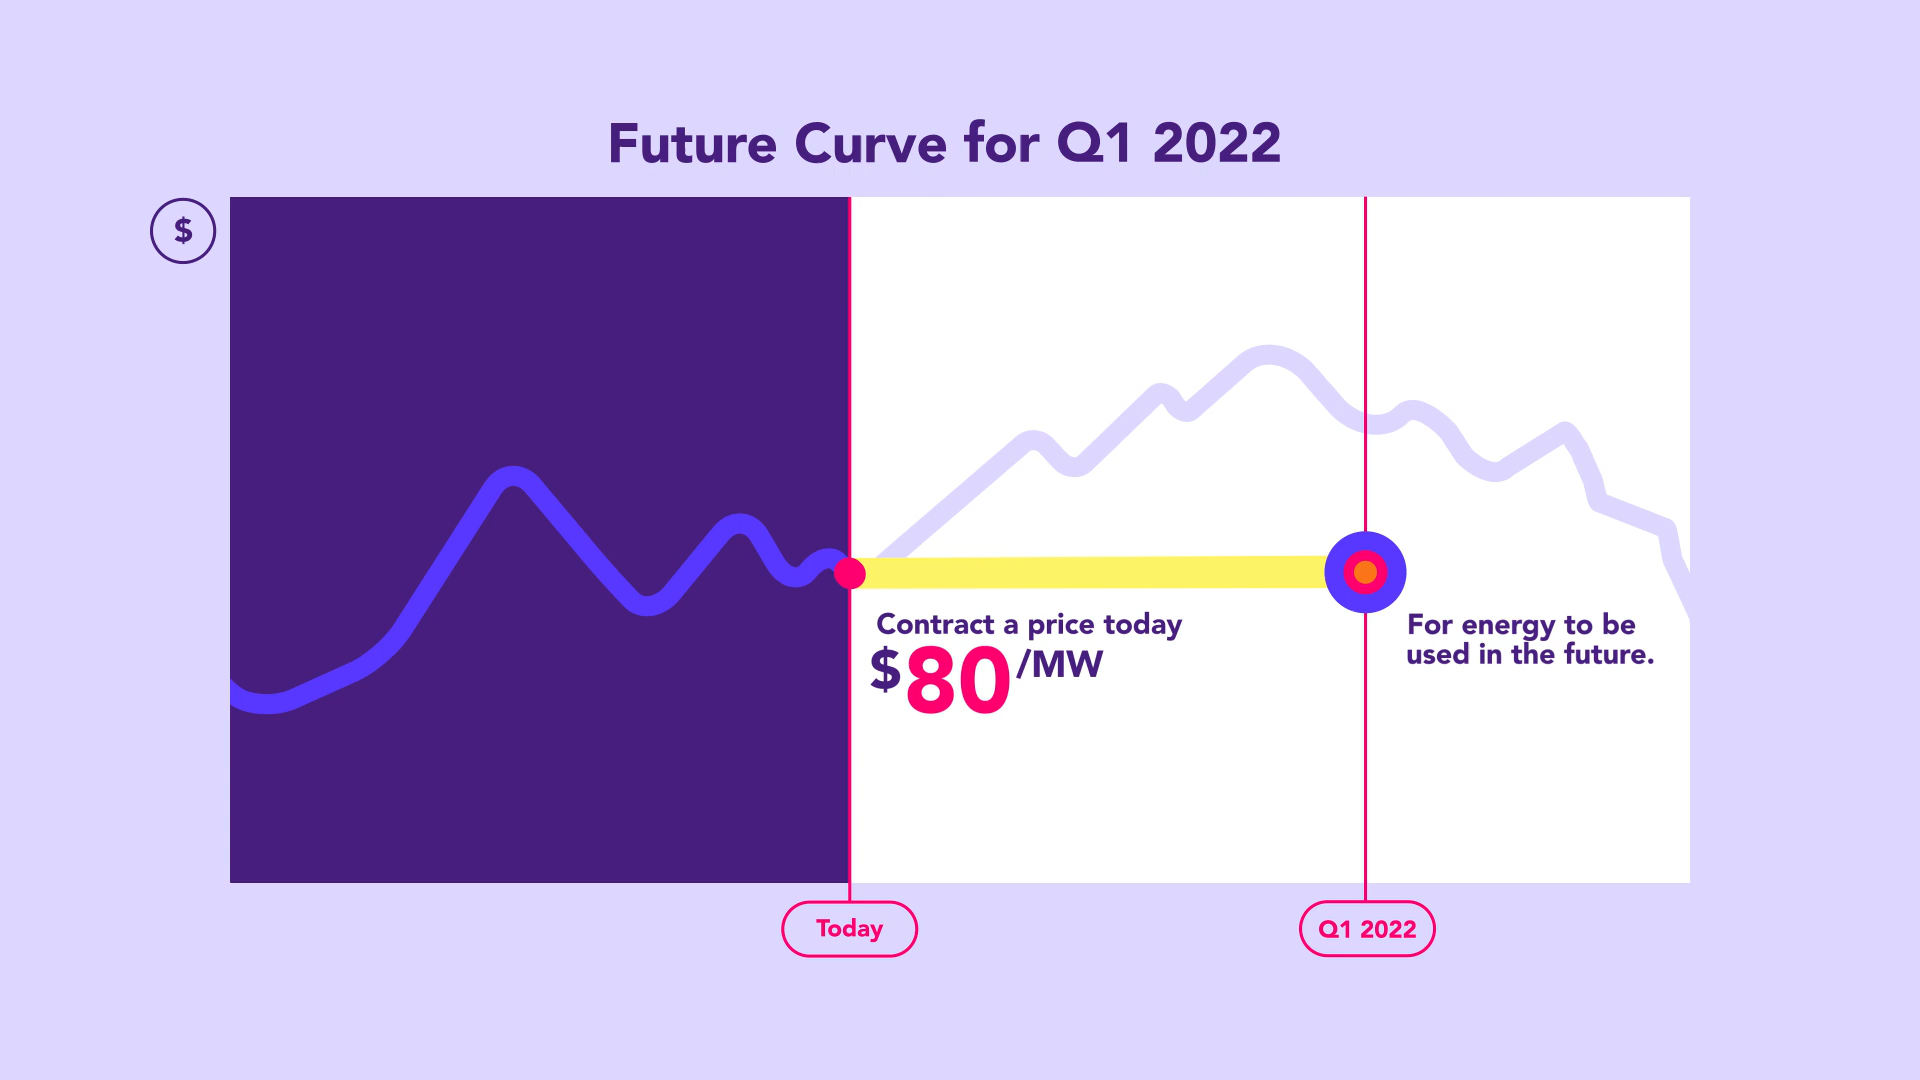 Future Curve for Q1 2022
$
Contract a price today
$80/MW
For energy to be
used in the future.
Today
Q1 2022